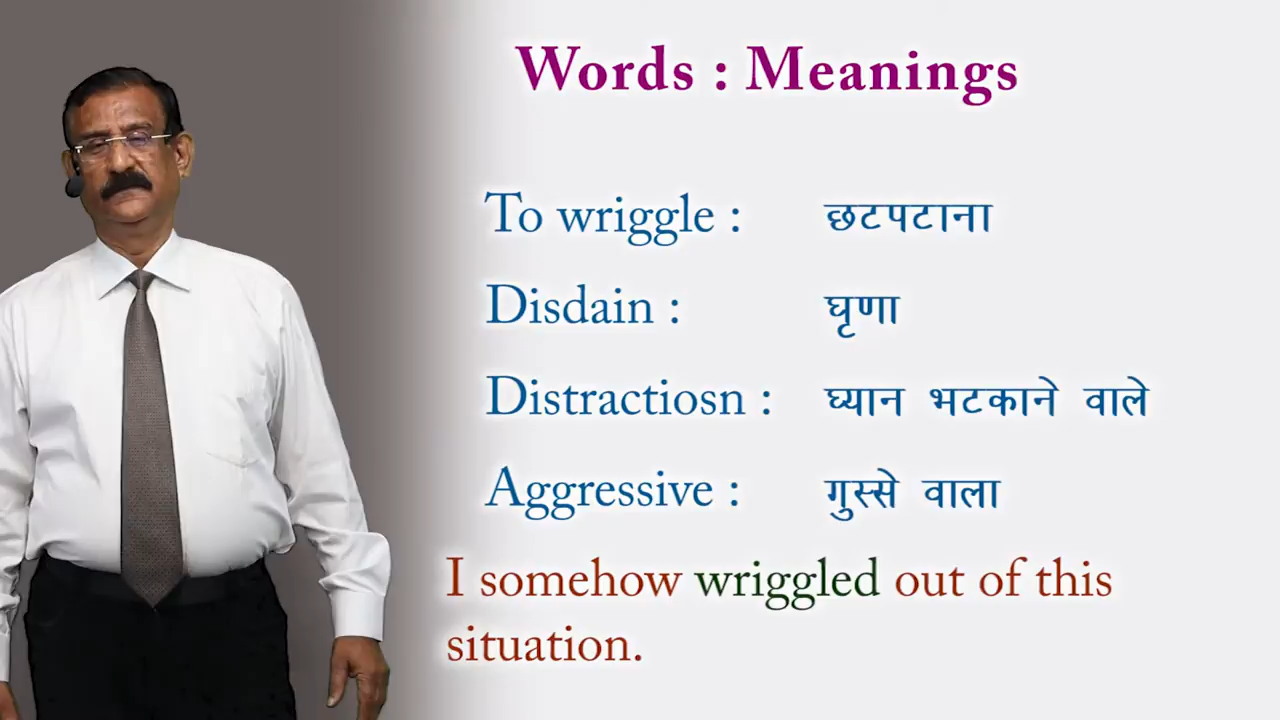 Words : Meanings
To wriggle : छटपटाना
Disdain : घृणा
Distractiosn : घ्यान भटकाने वाले
Aggressive : गुस्से वाला
I somehow wriggled out of this
situation.